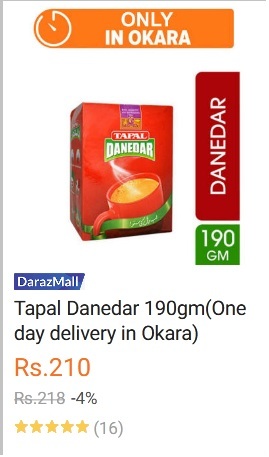 ONLY
IN OKARA
TAPAL
DANEDAR
DANEDAR
190
GM
DarazMall
Tapal Danedar 190gm(One
day delivery in Okara)
Rs.210
Rs.218 -4%
(16)